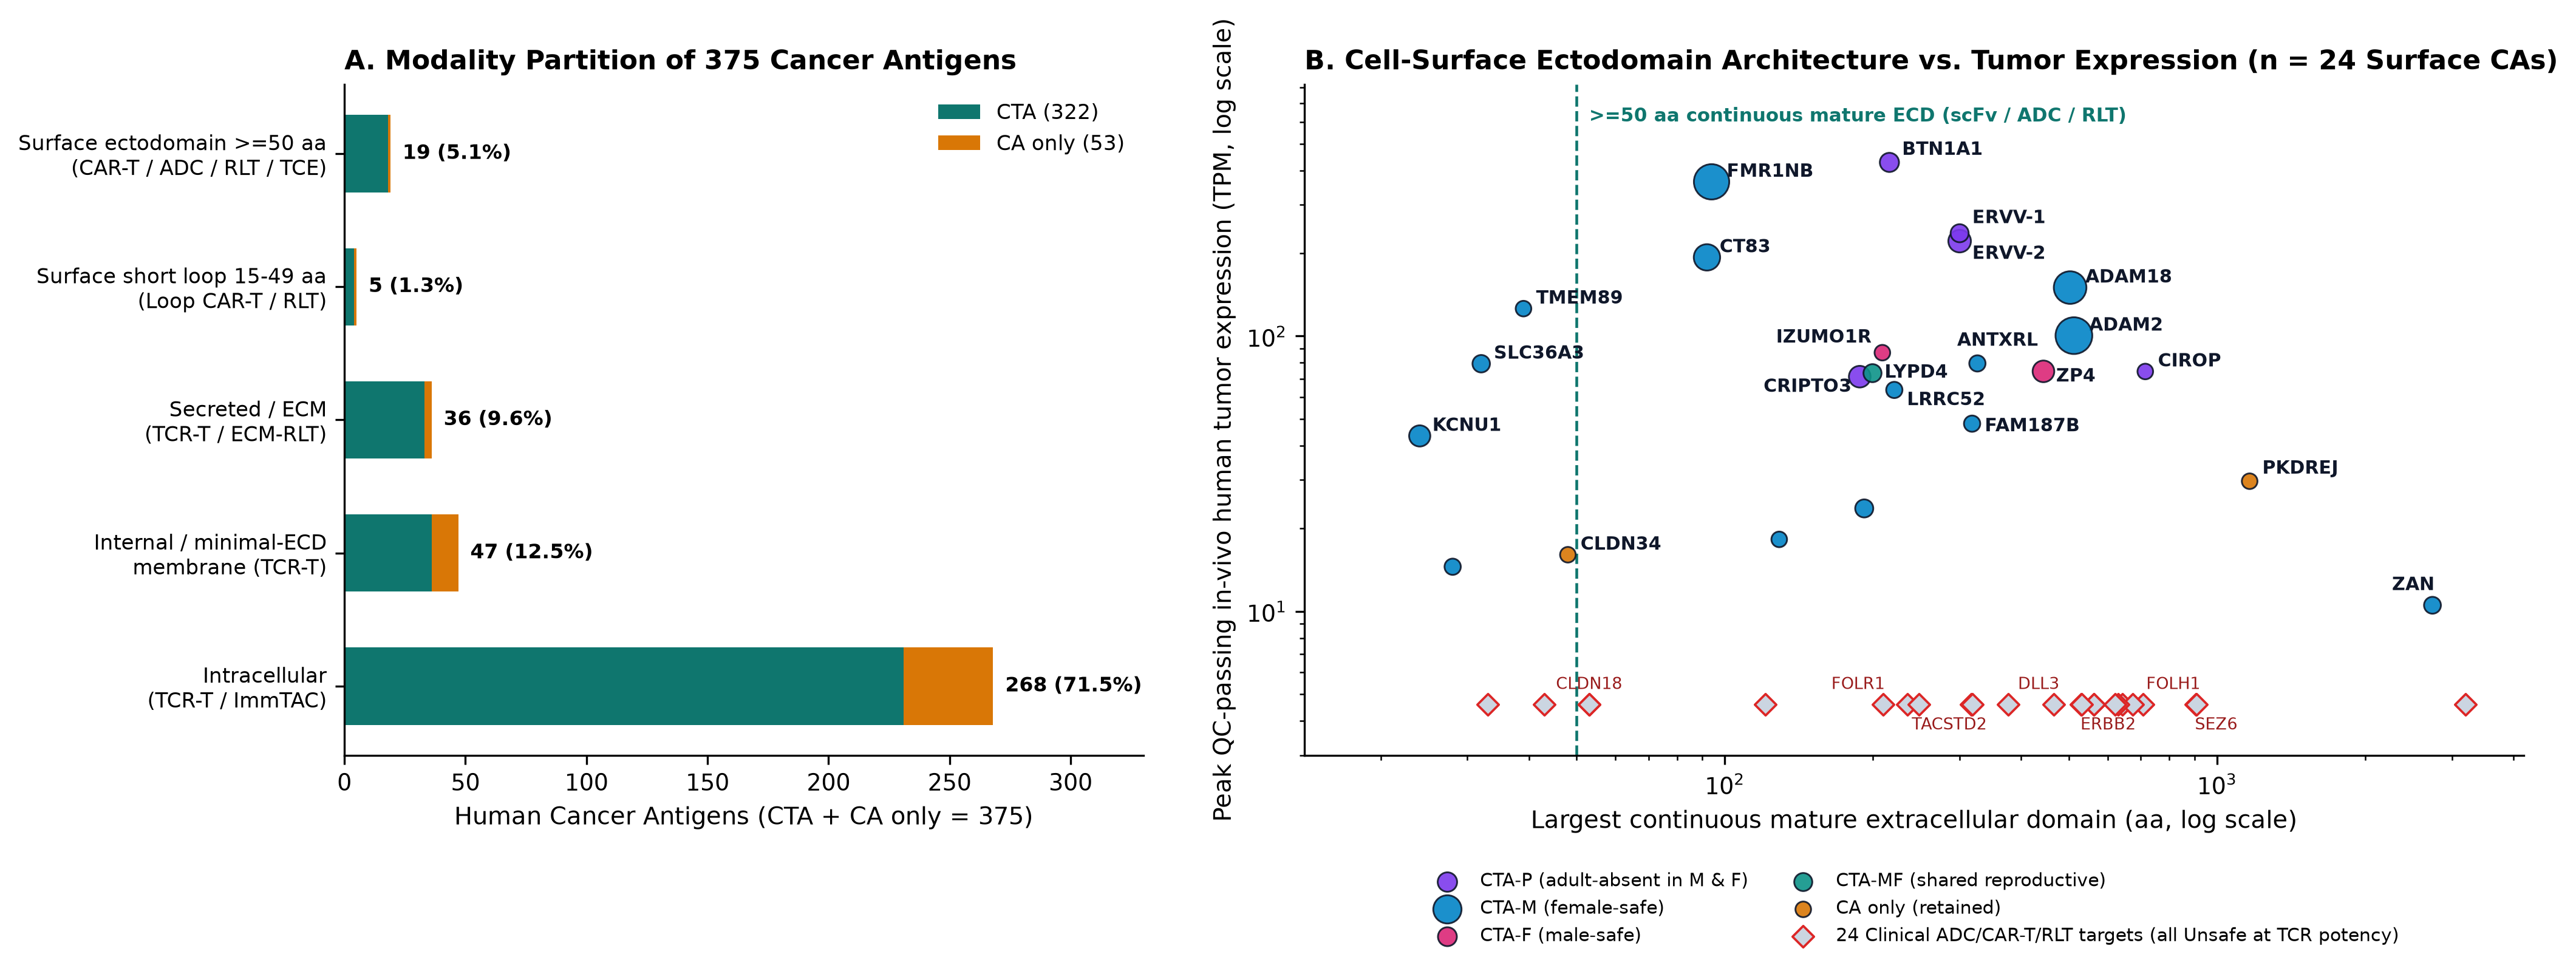 A. Modality Partition of 375 Cancer Antigens
CTA (322)
CA only (53)
Surface ectodomain >=50 aa
(CAR-T / ADC / RLT / TCE)
19 (5.1%)
Surface short loop 15-49 aa
(Loop CAR-T / RLT)
5 (1.3%)
Secreted / ECM
(TCR-T / ECM-RLT)
36 (9.6%)
Internal / minimal-ECD
membrane (TCR-T)
47 (12.5%)
Intracellular
(TCR-T / ImmTAC)
268 (71.5%)
0 50 100 150 200 250 300
Human Cancer Antigens (CTA + CA only = 375)
B. Cell-Surface Ectodomain Architecture vs. Tumor Expression (n = 24 Surface CAs)
Peak QC-passing in-vivo human tumor expression (TPM, log scale)
>=50 aa continuous mature ECD (scFv / ADC / RLT)
BTN1A1
FMR1NB
ERVV-1
CT83
ERVV-2
ADAM18
TMEM89
ADAM2
10²
IZUMO1R
ANTXRL
SLC36A3
CIROP
LYPD4
ZP4
CRIPTO3
LRRC52
KCNU1
FAM187B
PKDREJ
CLDN34
ZAN
10¹
CLDN18
FOLR1
DLL3
FOLH1
TACSTD2
ERBB2
SEZ6
10² 10³
Largest continuous mature extracellular domain (aa, log scale)
CTA-P (adult-absent in M & F)
CTA-M (female-safe)
CTA-F (male-safe)
CTA-MF (shared reproductive)
CA only (retained)
24 Clinical ADC/CAR-T/RLT targets (all Unsafe at TCR potency)